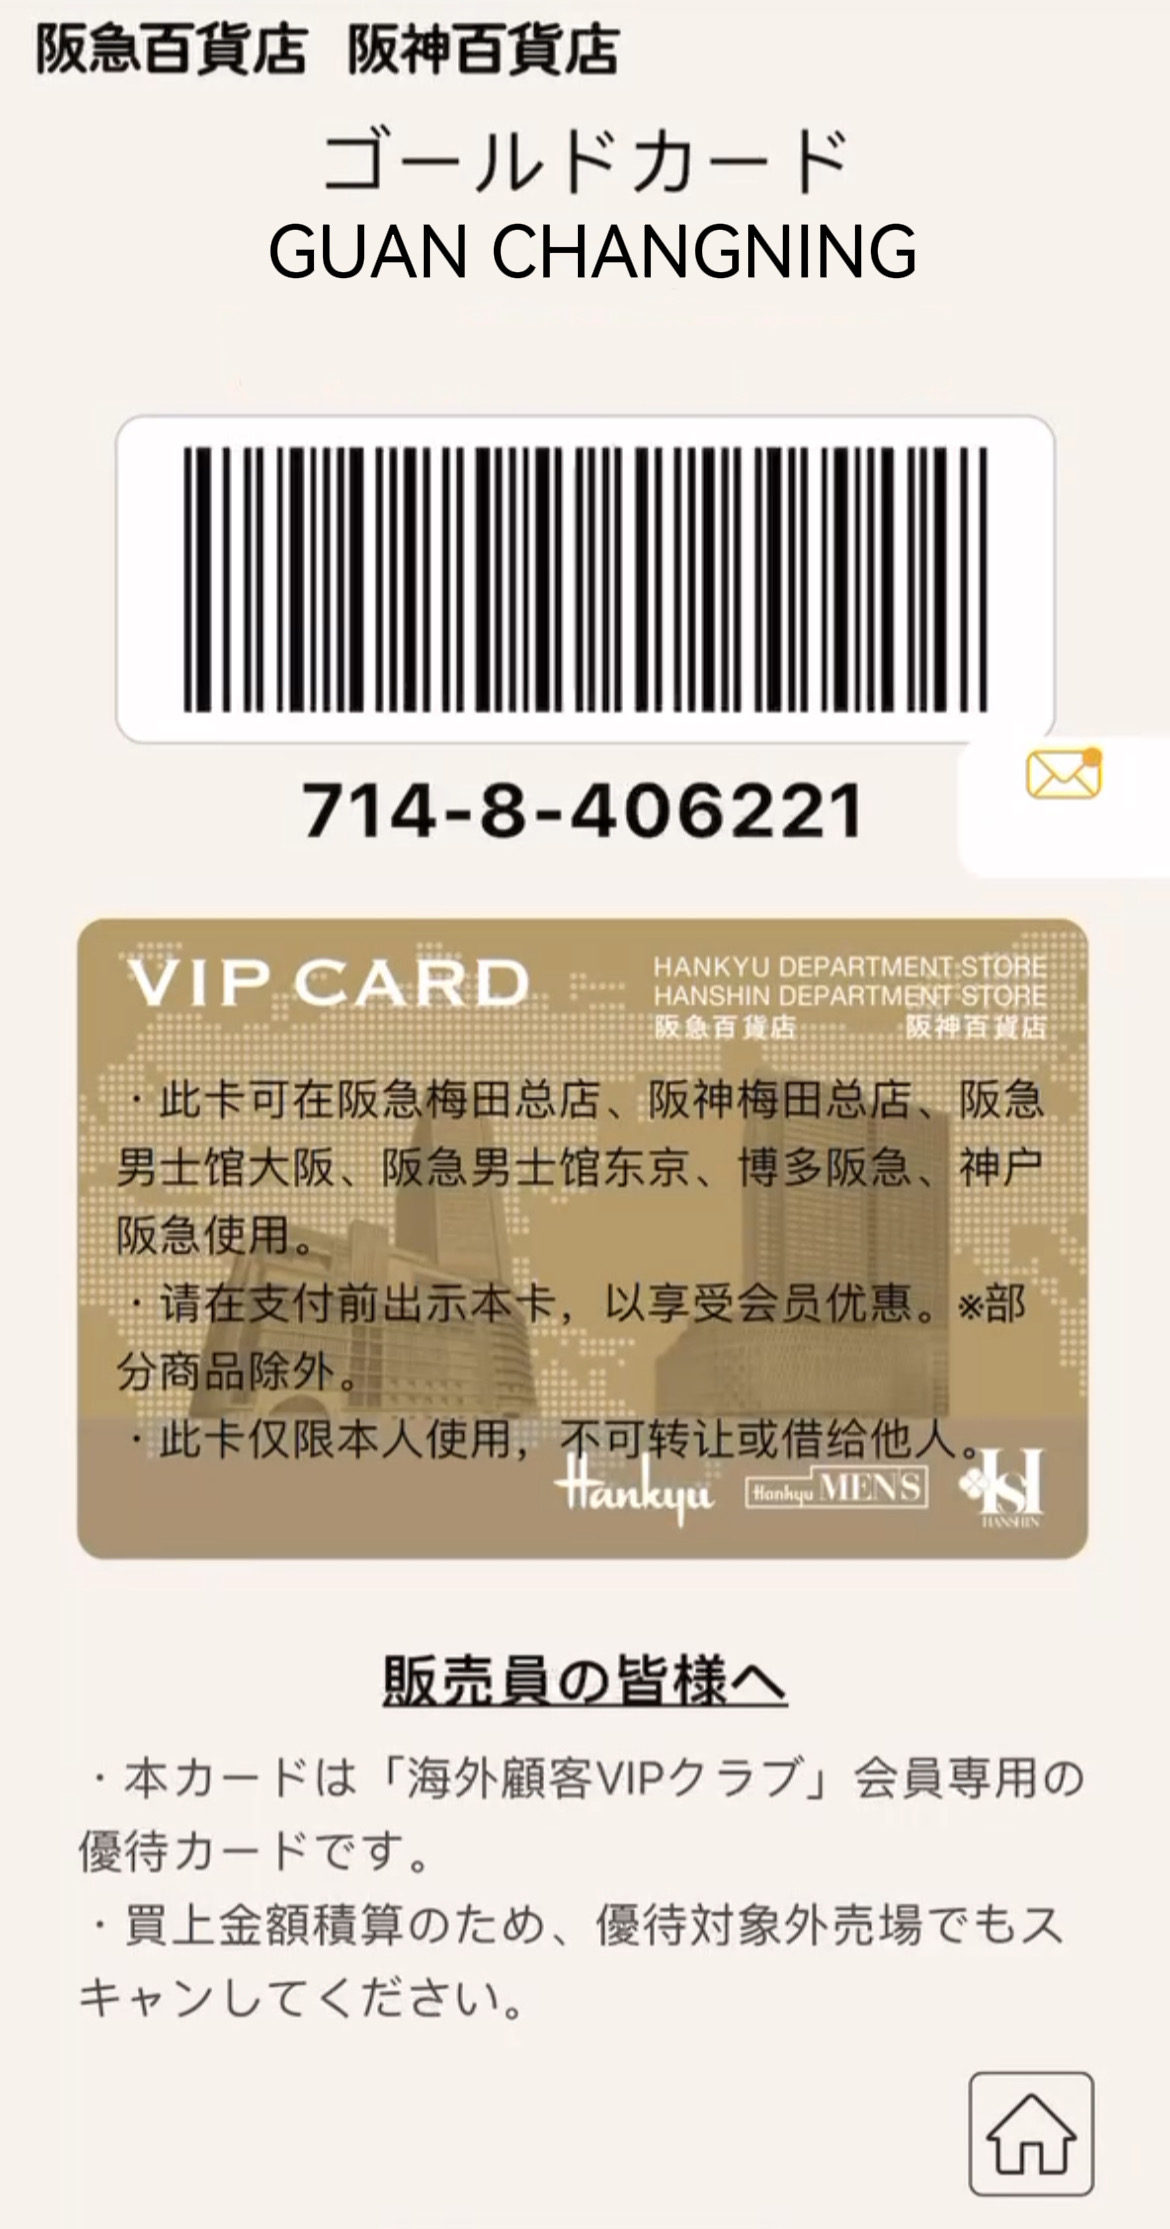 阪急百貨店 阪神百貨店
ゴールドカード
GUAN CHANGNING
714-8-406221
VIP CARD
HANKYU DEPARTMENT STORE
HANSHIN DEPARTMENT STORE
阪急百貨店 阪神百貨店
・此卡可在阪急梅田总店、阪神梅田总店、阪急
男士馆大阪、阪急男士馆东京、博多阪急、神户
阪急使用。
・请在支付前出示本卡，以享受会员优惠。※部
分商品除外。
・此卡仅限本人使用，不可转让或借给他人。
Hankyu Hankyu MEN'S HS
HANSHIN
販売員の皆様へ
・本カードは「海外顧客VIPクラブ」会員専用の
優待カードです。
・買上金額積算のため、優待対象外売場でもス
キャンしてください。